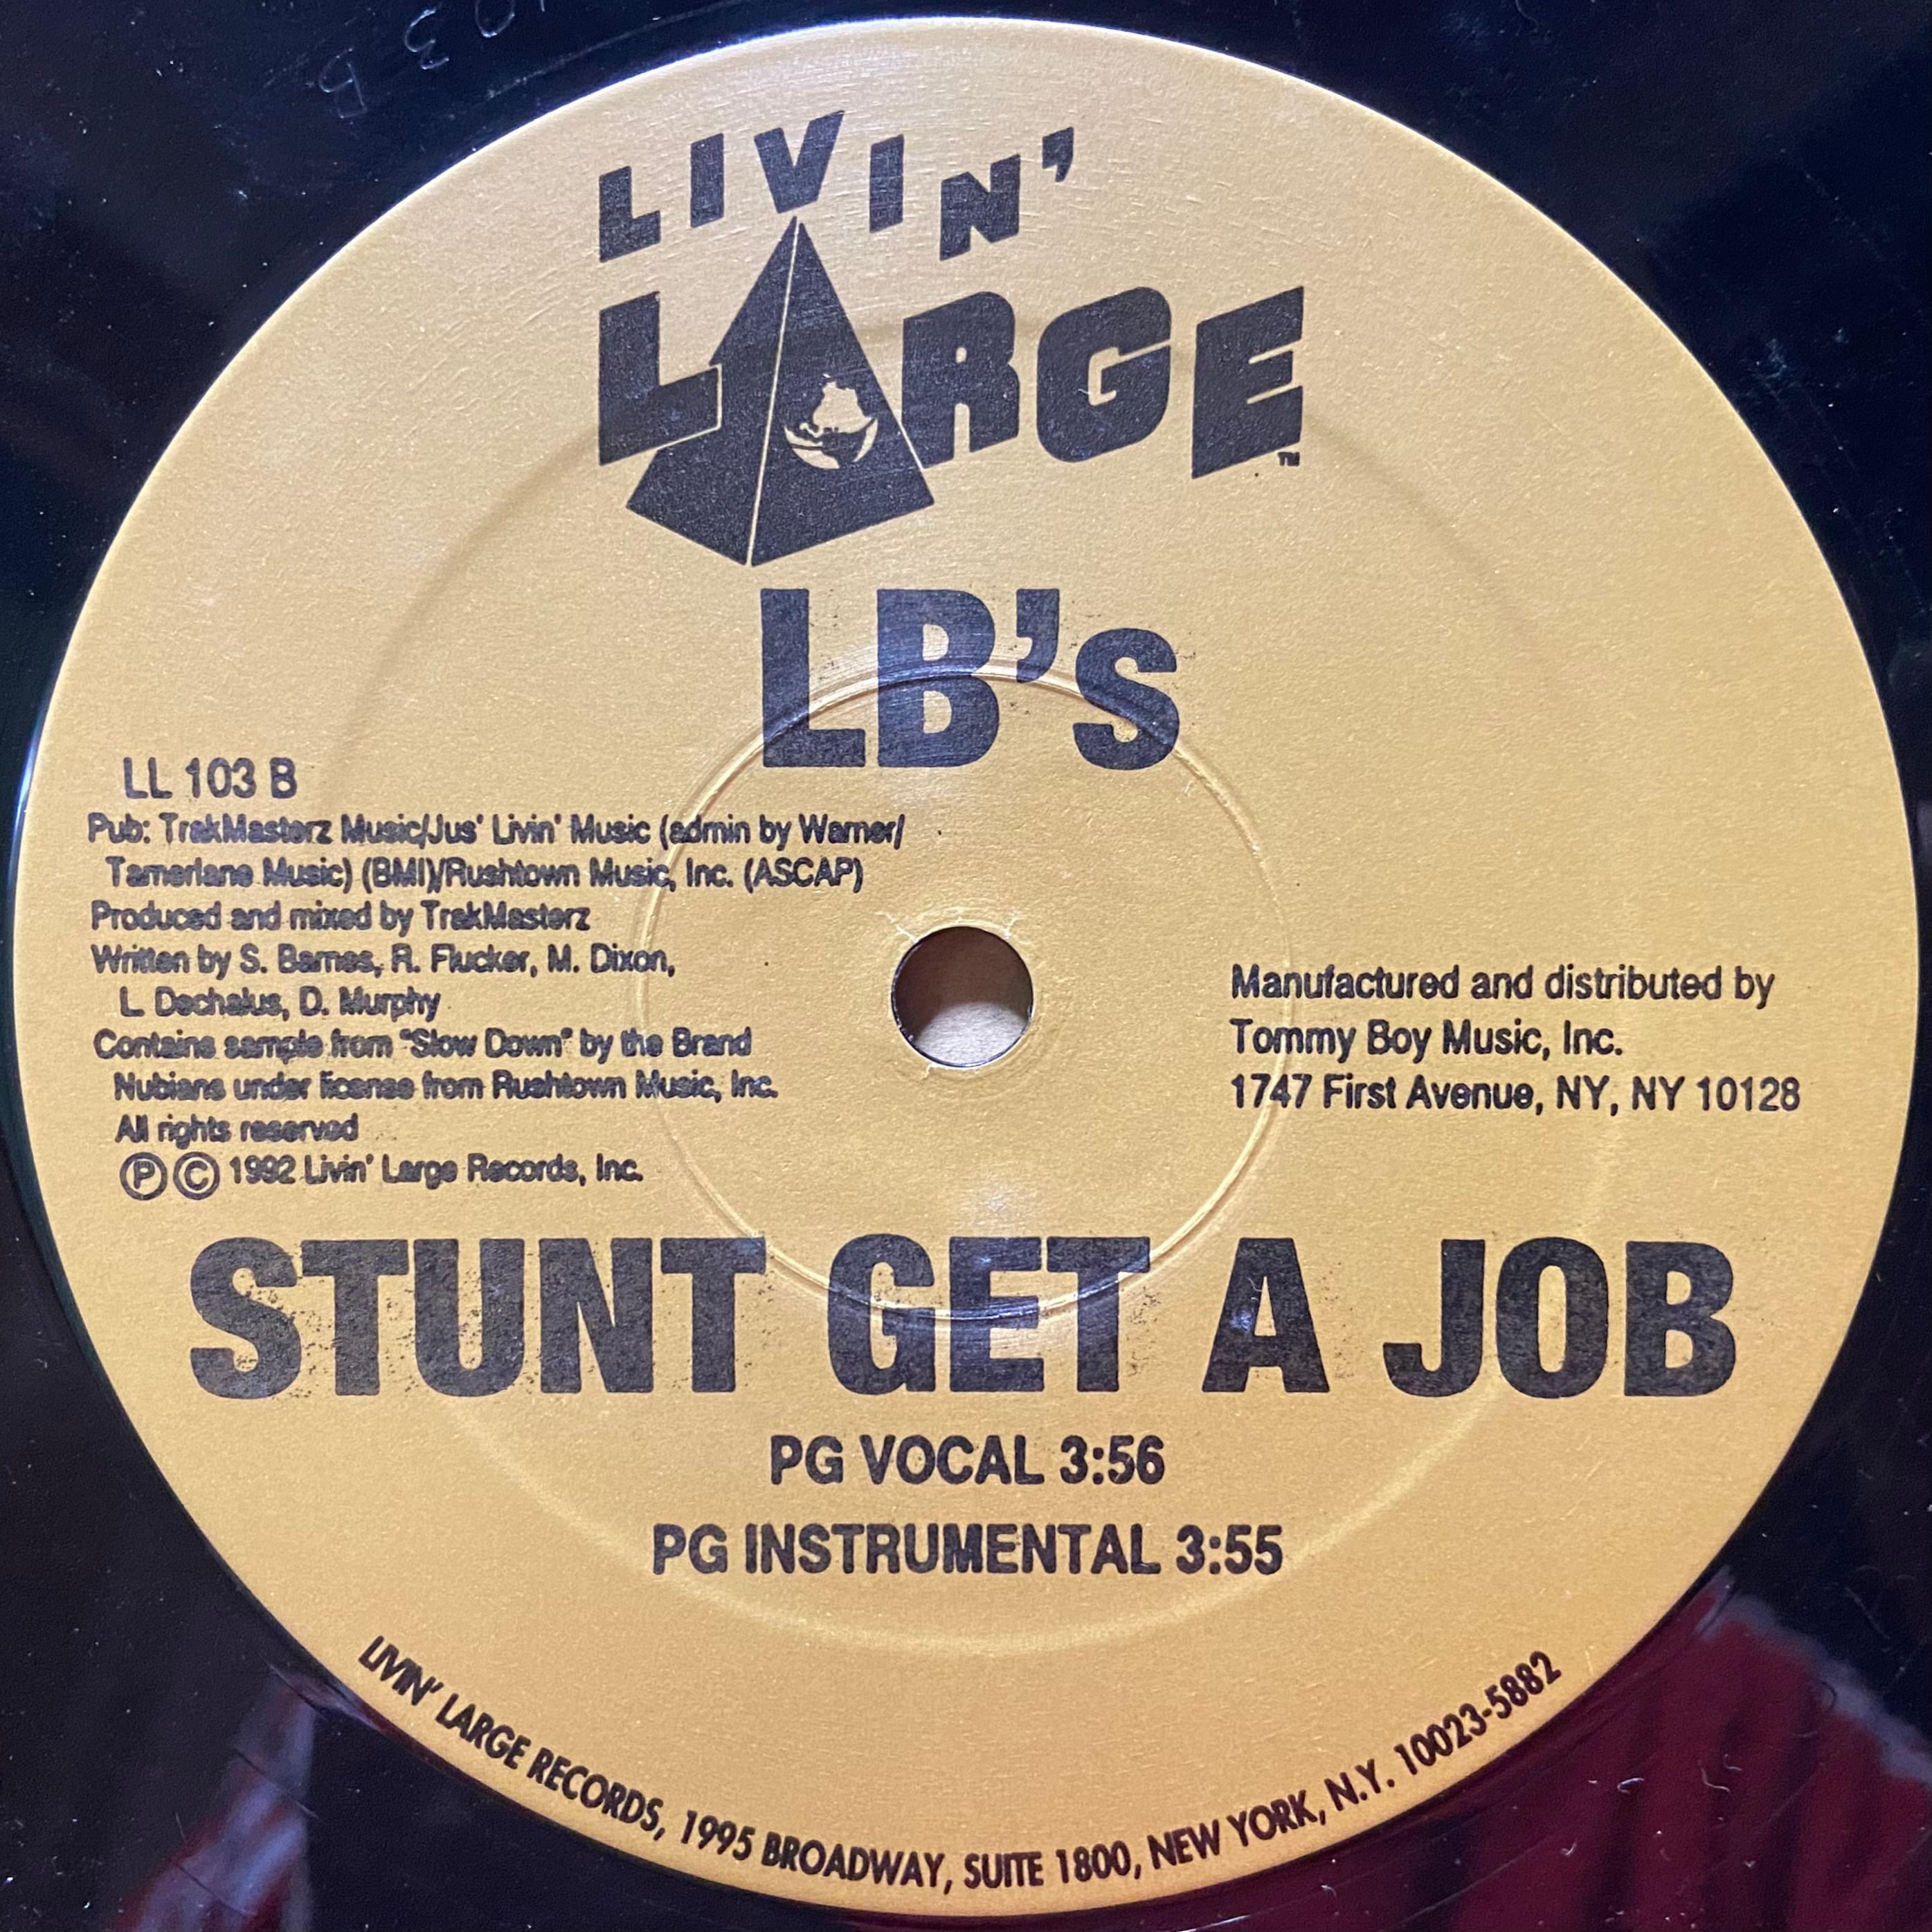 LIVIN'
LARGE
TM
LB's
LL 103 B
Pub: TrakMasterz Music/Jus' Livin' Music (admin by Warner/
Tamerlane Music) (BMI)/Rushtown Music, Inc. (ASCAP)
Produced and mixed by TrakMasterz
Written by S. Barnes, R. Flucker, M. Dixon,
L. Dechalus, D. Murphy
Contains sample from "Slow Down" by the Brand
Nubians under license from Rushtown Music, Inc.
All rights reserved
Ⓟ © 1992 Livin' Large Records, Inc.
Manufactured and distributed by
Tommy Boy Music, Inc.
1747 First Avenue, NY, NY 10128
STUNT GET A JOB
PG VOCAL 3:56
PG INSTRUMENTAL 3:55
LIVIN' LARGE RECORDS, 1995 BROADWAY, SUITE 1800, NEW YORK, N.Y. 10023-5882